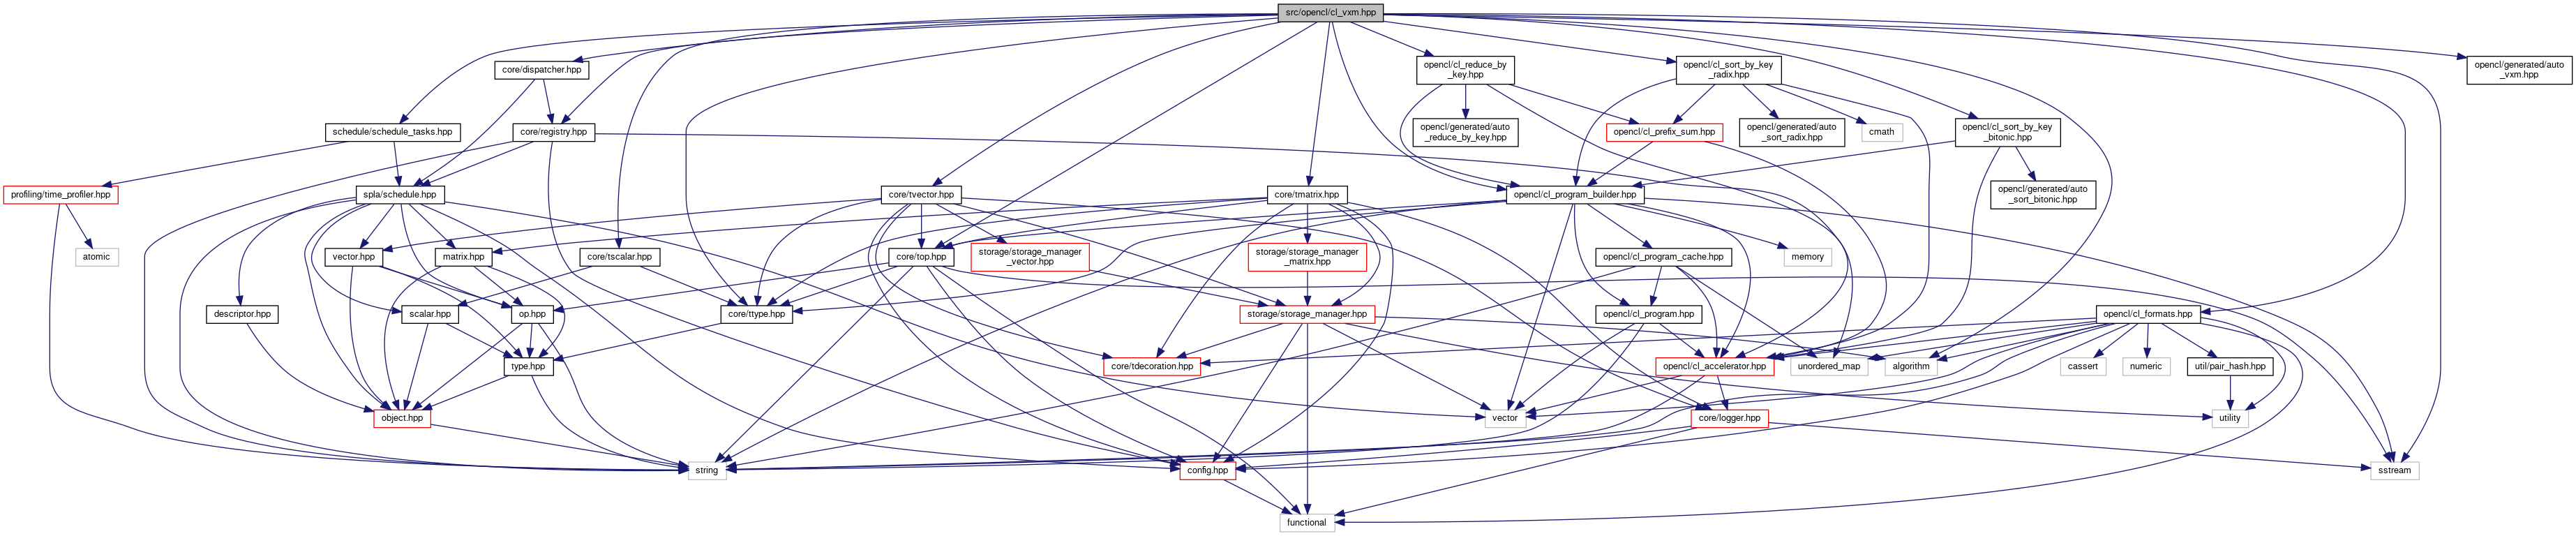 src/opencl/cl_vxm.hpp
core/dispatcher.hpp
opencl/cl_reduce_by
_key.hpp
opencl/cl_sort_by_key
_radix.hpp
opencl/generated/auto
_vxm.hpp
schedule/schedule_tasks.hpp
core/registry.hpp
opencl/generated/auto
_reduce_by_key.hpp
opencl/cl_prefix_sum.hpp
opencl/generated/auto
_sort_radix.hpp
cmath
opencl/cl_sort_by_key
_bitonic.hpp
profiling/time_profiler.hpp
spla/schedule.hpp
core/tvector.hpp
core/tmatrix.hpp
opencl/cl_program_builder.hpp
opencl/generated/auto
_sort_bitonic.hpp
atomic
vector.hpp
matrix.hpp
core/tscalar.hpp
core/top.hpp
storage/storage_manager
_vector.hpp
storage/storage_manager
_matrix.hpp
opencl/cl_program_cache.hpp
memory
descriptor.hpp
scalar.hpp
op.hpp
core/ttype.hpp
storage/storage_manager.hpp
opencl/cl_program.hpp
opencl/cl_formats.hpp
type.hpp
core/tdecoration.hpp
opencl/cl_accelerator.hpp
unordered_map
algorithm
cassert
numeric
util/pair_hash.hpp
object.hpp
vector
core/logger.hpp
utility
string
config.hpp
sstream
functional